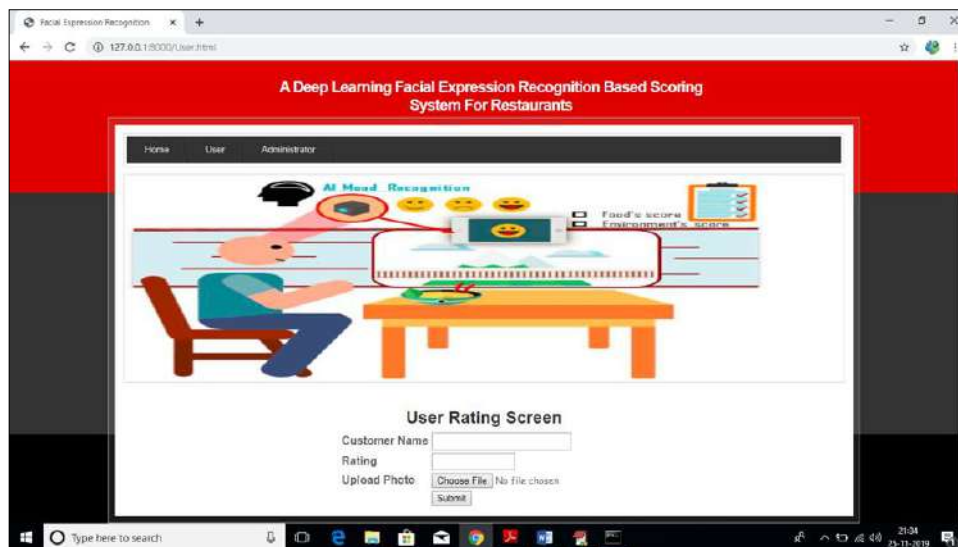 Facial Expression Recognition
127.0.0.1:8000/User.html
A Deep Learning Facial Expression Recognition Based Scoring
System For Restaurants
Home User Administrator
AI Mood Recognition
Food's score
Enironment's score
User Rating Screen
Customer Name
Rating
Upload Photo Choose File No file chosen
Submit
Type here to search
21:04
25-11-2019